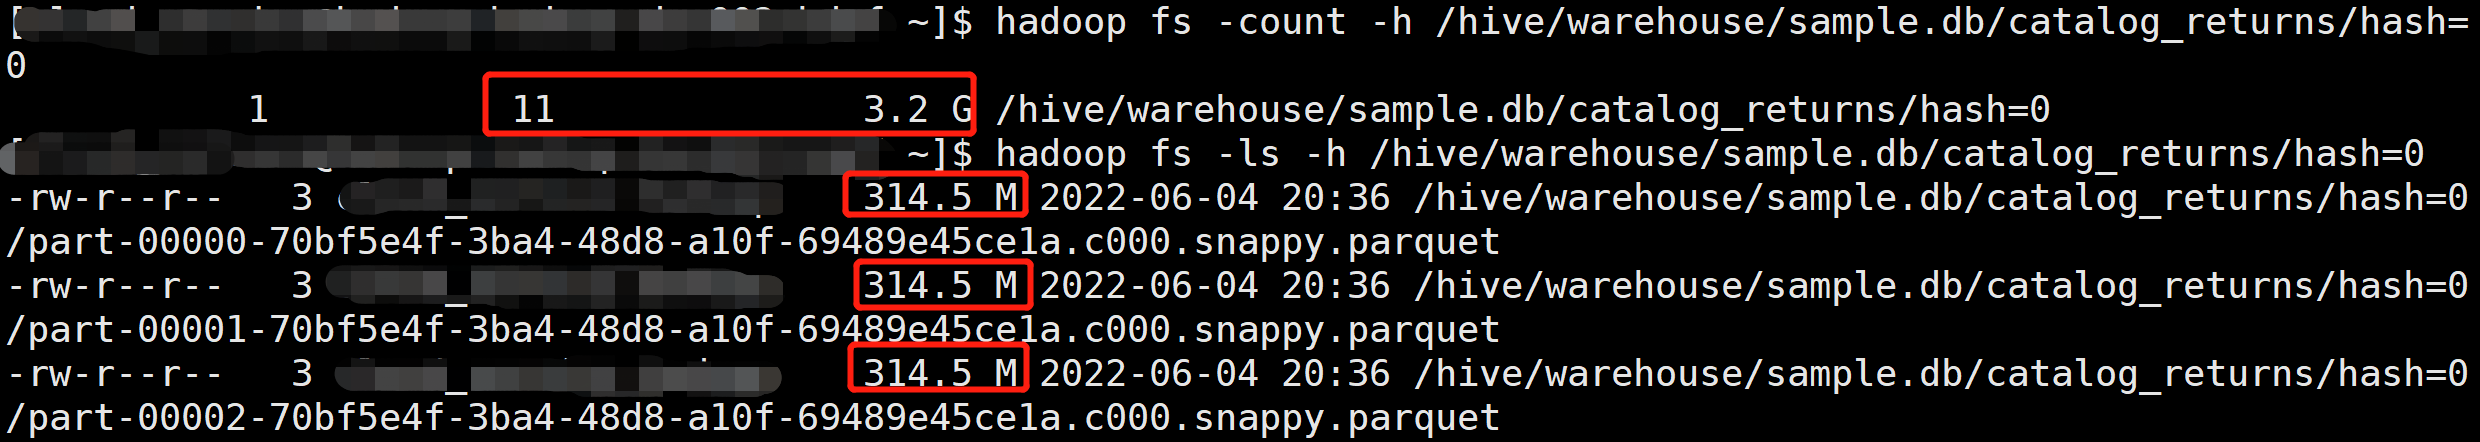 ~]$ hadoop fs -count -h /hive/warehouse/sample.db/catalog_returns/hash=
0
1 11 3.2 G /hive/warehouse/sample.db/catalog_returns/hash=0
~]$ hadoop fs -ls -h /hive/warehouse/sample.db/catalog_returns/hash=0
-rw-r--r-- 3 314.5 M 2022-06-04 20:36 /hive/warehouse/sample.db/catalog_returns/hash=0
/part-00000-70bf5e4f-3ba4-48d8-a10f-69489e45ce1a.c000.snappy.parquet
-rw-r--r-- 3 314.5 M 2022-06-04 20:36 /hive/warehouse/sample.db/catalog_returns/hash=0
/part-00001-70bf5e4f-3ba4-48d8-a10f-69489e45ce1a.c000.snappy.parquet
-rw-r--r-- 3 314.5 M 2022-06-04 20:36 /hive/warehouse/sample.db/catalog_returns/hash=0
/part-00002-70bf5e4f-3ba4-48d8-a10f-69489e45ce1a.c000.snappy.parquet